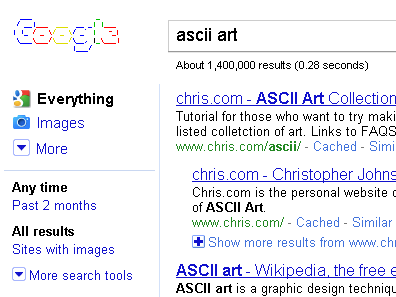 Google
ascii art
About 1,400,000 results (0.28 seconds)
Everything
Images
More
Any time
Past 2 months
All results
Sites with images
More search tools
chris.com - ASCII Art Collection
Tutorial for those who want to try maki
listed colletction of art. Links to FAQS
www.chris.com/ascii/ - Cached - Simi
chris.com - Christopher Johns
Chris.com is the personal website o
of ASCII Art.
www.chris.com/ - Cached - Similar
Show more results from www.chr
ASCII art - Wikipedia, the free e
ASCII art is a graphic design techniqu